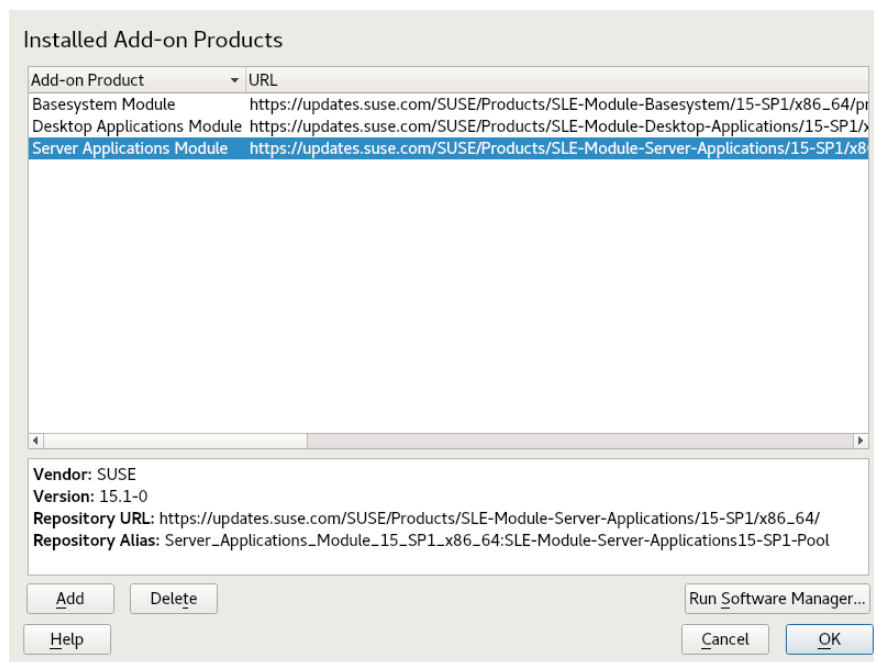 Installed Add-on Products
Add-on Product URL
Basesystem Module https://updates.suse.com/SUSE/Products/SLE-Module-Basesystem/15-SP1/x86_64/pr
Desktop Applications Module https://updates.suse.com/SUSE/Products/SLE-Module-Desktop-Applications/15-SP1/x
Server Applications Module https://updates.suse.com/SUSE/Products/SLE-Module-Server-Applications/15-SP1/x8
Vendor: SUSE
Version: 15.1-0
Repository URL: https://updates.suse.com/SUSE/Products/SLE-Module-Server-Applications/15-SP1/x86_64/
Repository Alias: Server_Applications_Module_15_SP1_x86_64:SLE-Module-Server-Applications15-SP1-Pool
Add Delete Run Software Manager...
Help Cancel OK